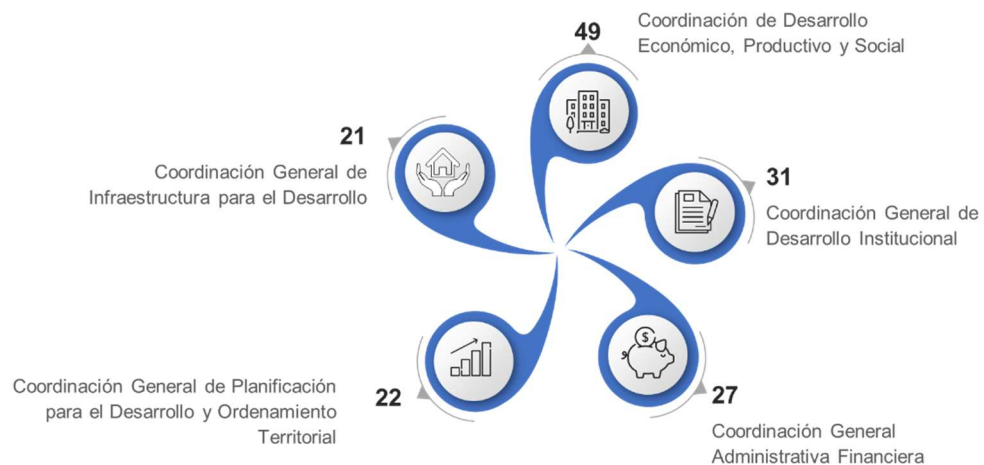 49
Coordinación de Desarrollo
Económico, Productivo y Social
31
Coordinación General de
Desarrollo Institucional
27
Coordinación General
Administrativa Financiera
22
Coordinación General de Planificación
para el Desarrollo y Ordenamiento
Territorial
21
Coordinación General de
Infraestructura para el Desarrollo
$